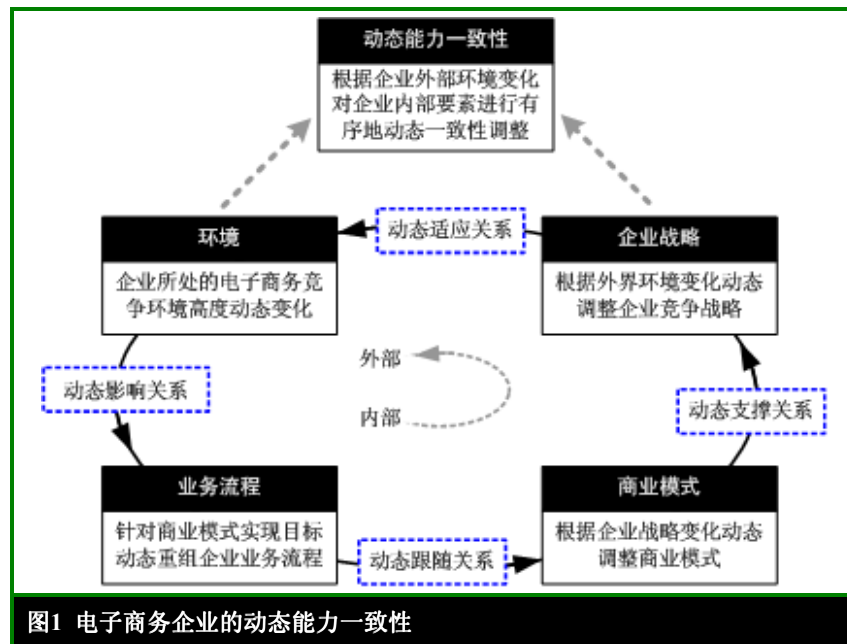 动态能力一致性
根据企业外部环境变化
对企业内部要素进行有
序地动态一致性调整
环境
动态适应关系
企业战略
企业所处的电子商务竞
争环境高度动态变化
根据外界环境变化动态
调整企业竞争战略
外部
动态影响关系
内部
动态支撑关系
业务流程
商业模式
针对商业模式实现目标
动态重组企业业务流程
动态跟随关系
根据企业战略变化动态
调整商业模式
图1 电子商务企业的动态能力一致性